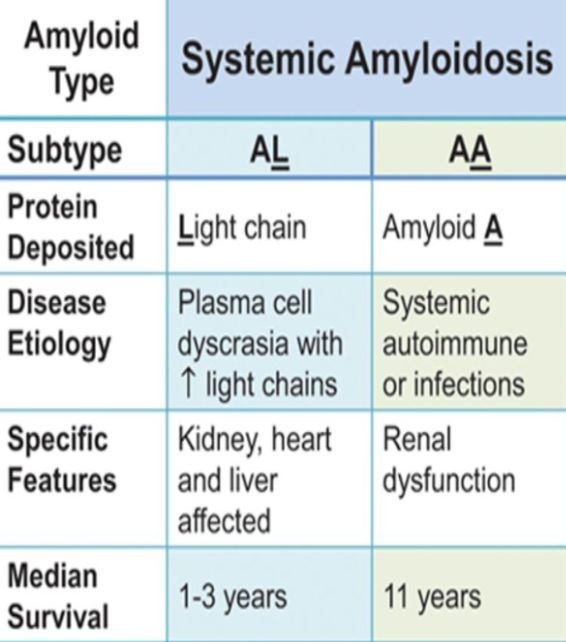 Amyloid
Type
Systemic Amyloidosis
Subtype
AL
AA
Protein
Deposited
Light chain
Amyloid A
Disease
Etiology
Plasma cell
dyscrasia with
↑ light chains
Systemic
autoimmune
or infections
Specific
Features
Kidney, heart
and liver
affected
Renal
dysfunction
Median
Survival
1-3 years
11 years